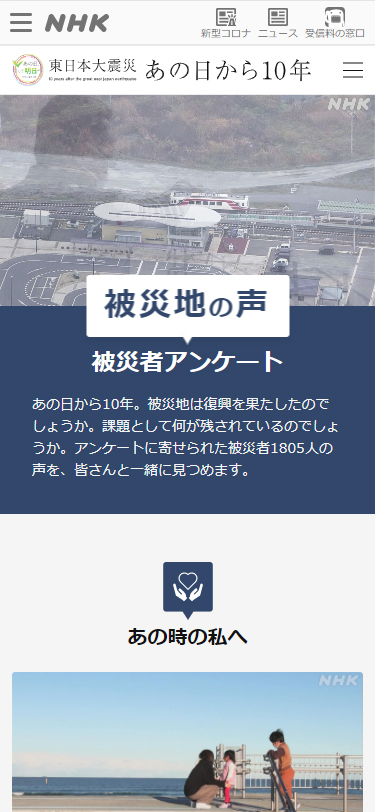 NHK
新型コロナ
ニュース
受信料の窓口
あの日 明日
東日本大震災
10 years after the great east japan earthquake
あの日から10年
NHK
被災地の声
被災者アンケート
あの日から10年。被災地は復興を果たしたので
しょうか。課題として何が残されているのでしょ
うか。アンケートに寄せられた被災者1805人の
声を、皆さんと一緒に見つめます。
あの時の私へ
NHK